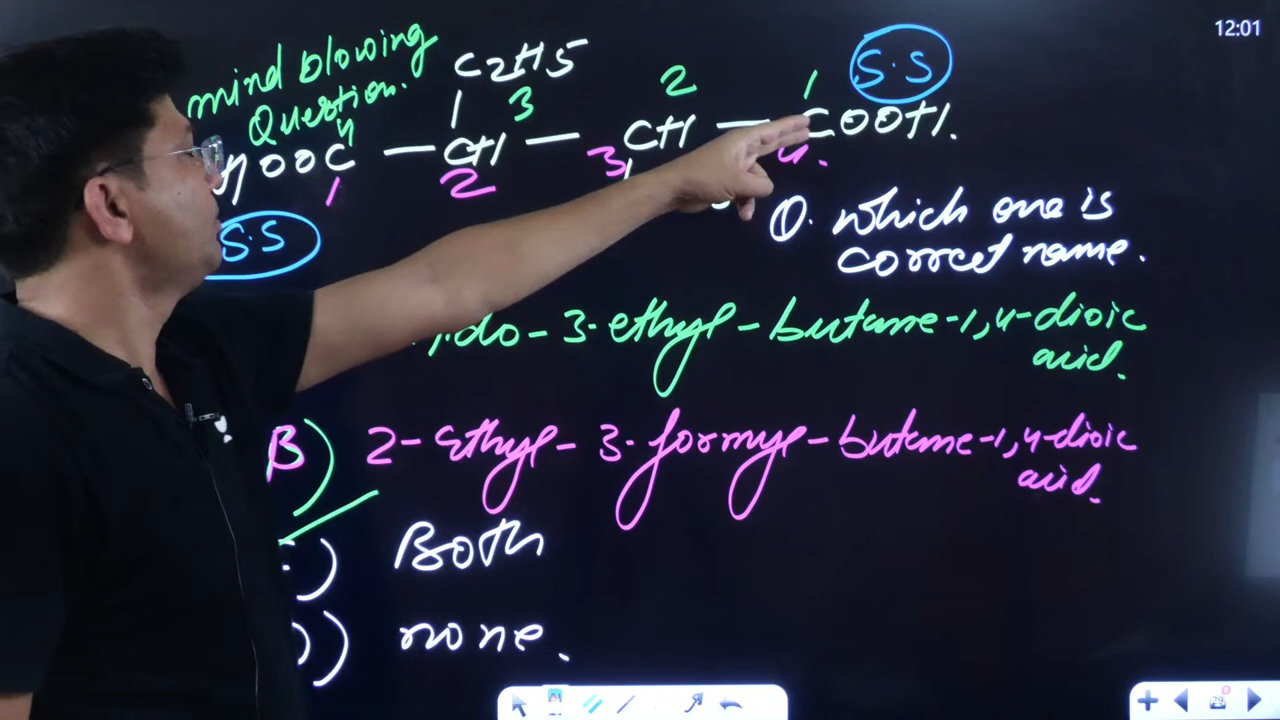 12:01
mind blowing
Question.
C2H5
S.S
3 2 1
4
HOOC — CH — CH — COOH.
1 2 3 4.
S.S
Q. which one is
correct name.
do - 3-ethyl - butane-1,4-dioic
acid.
B) 2- Ethyl - 3-formyl - butane-1,4-dioic
acid.
) Both
) none.
29